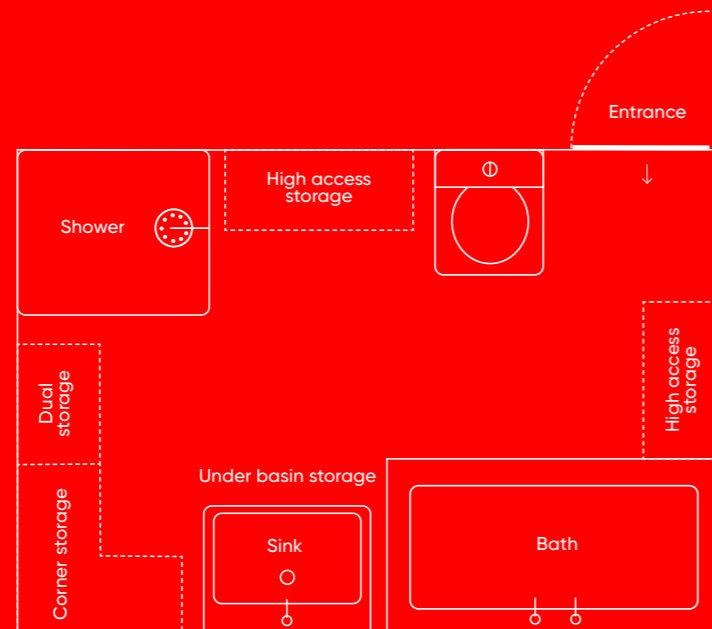 Entrance
High access
storage
Shower
High access
storage
Dual
storage
Under basin storage
Corner storage
Sink
Bath